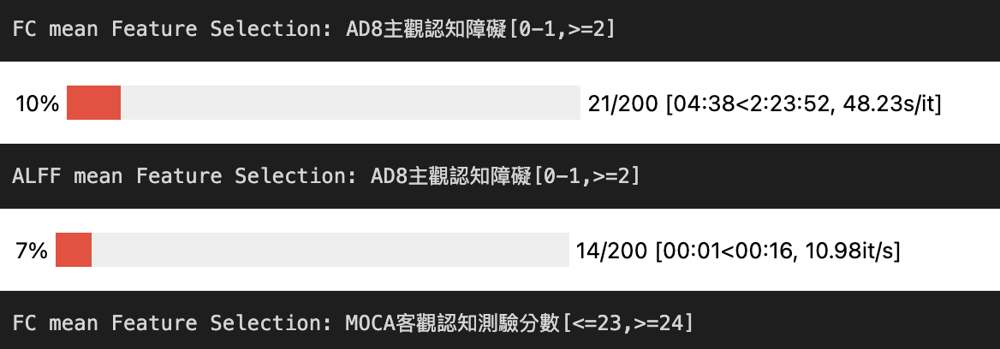 FC mean Feature Selection: AD8主觀認知障礙[0-1,>=2]
10% 21/200 [04:38<2:23:52, 48.23s/it]
ALFF mean Feature Selection: AD8主觀認知障礙[0-1,>=2]
7% 14/200 [00:01<00:16, 10.98it/s]
FC mean Feature Selection: MOCA客觀認知測驗分數[<=23,>=24]